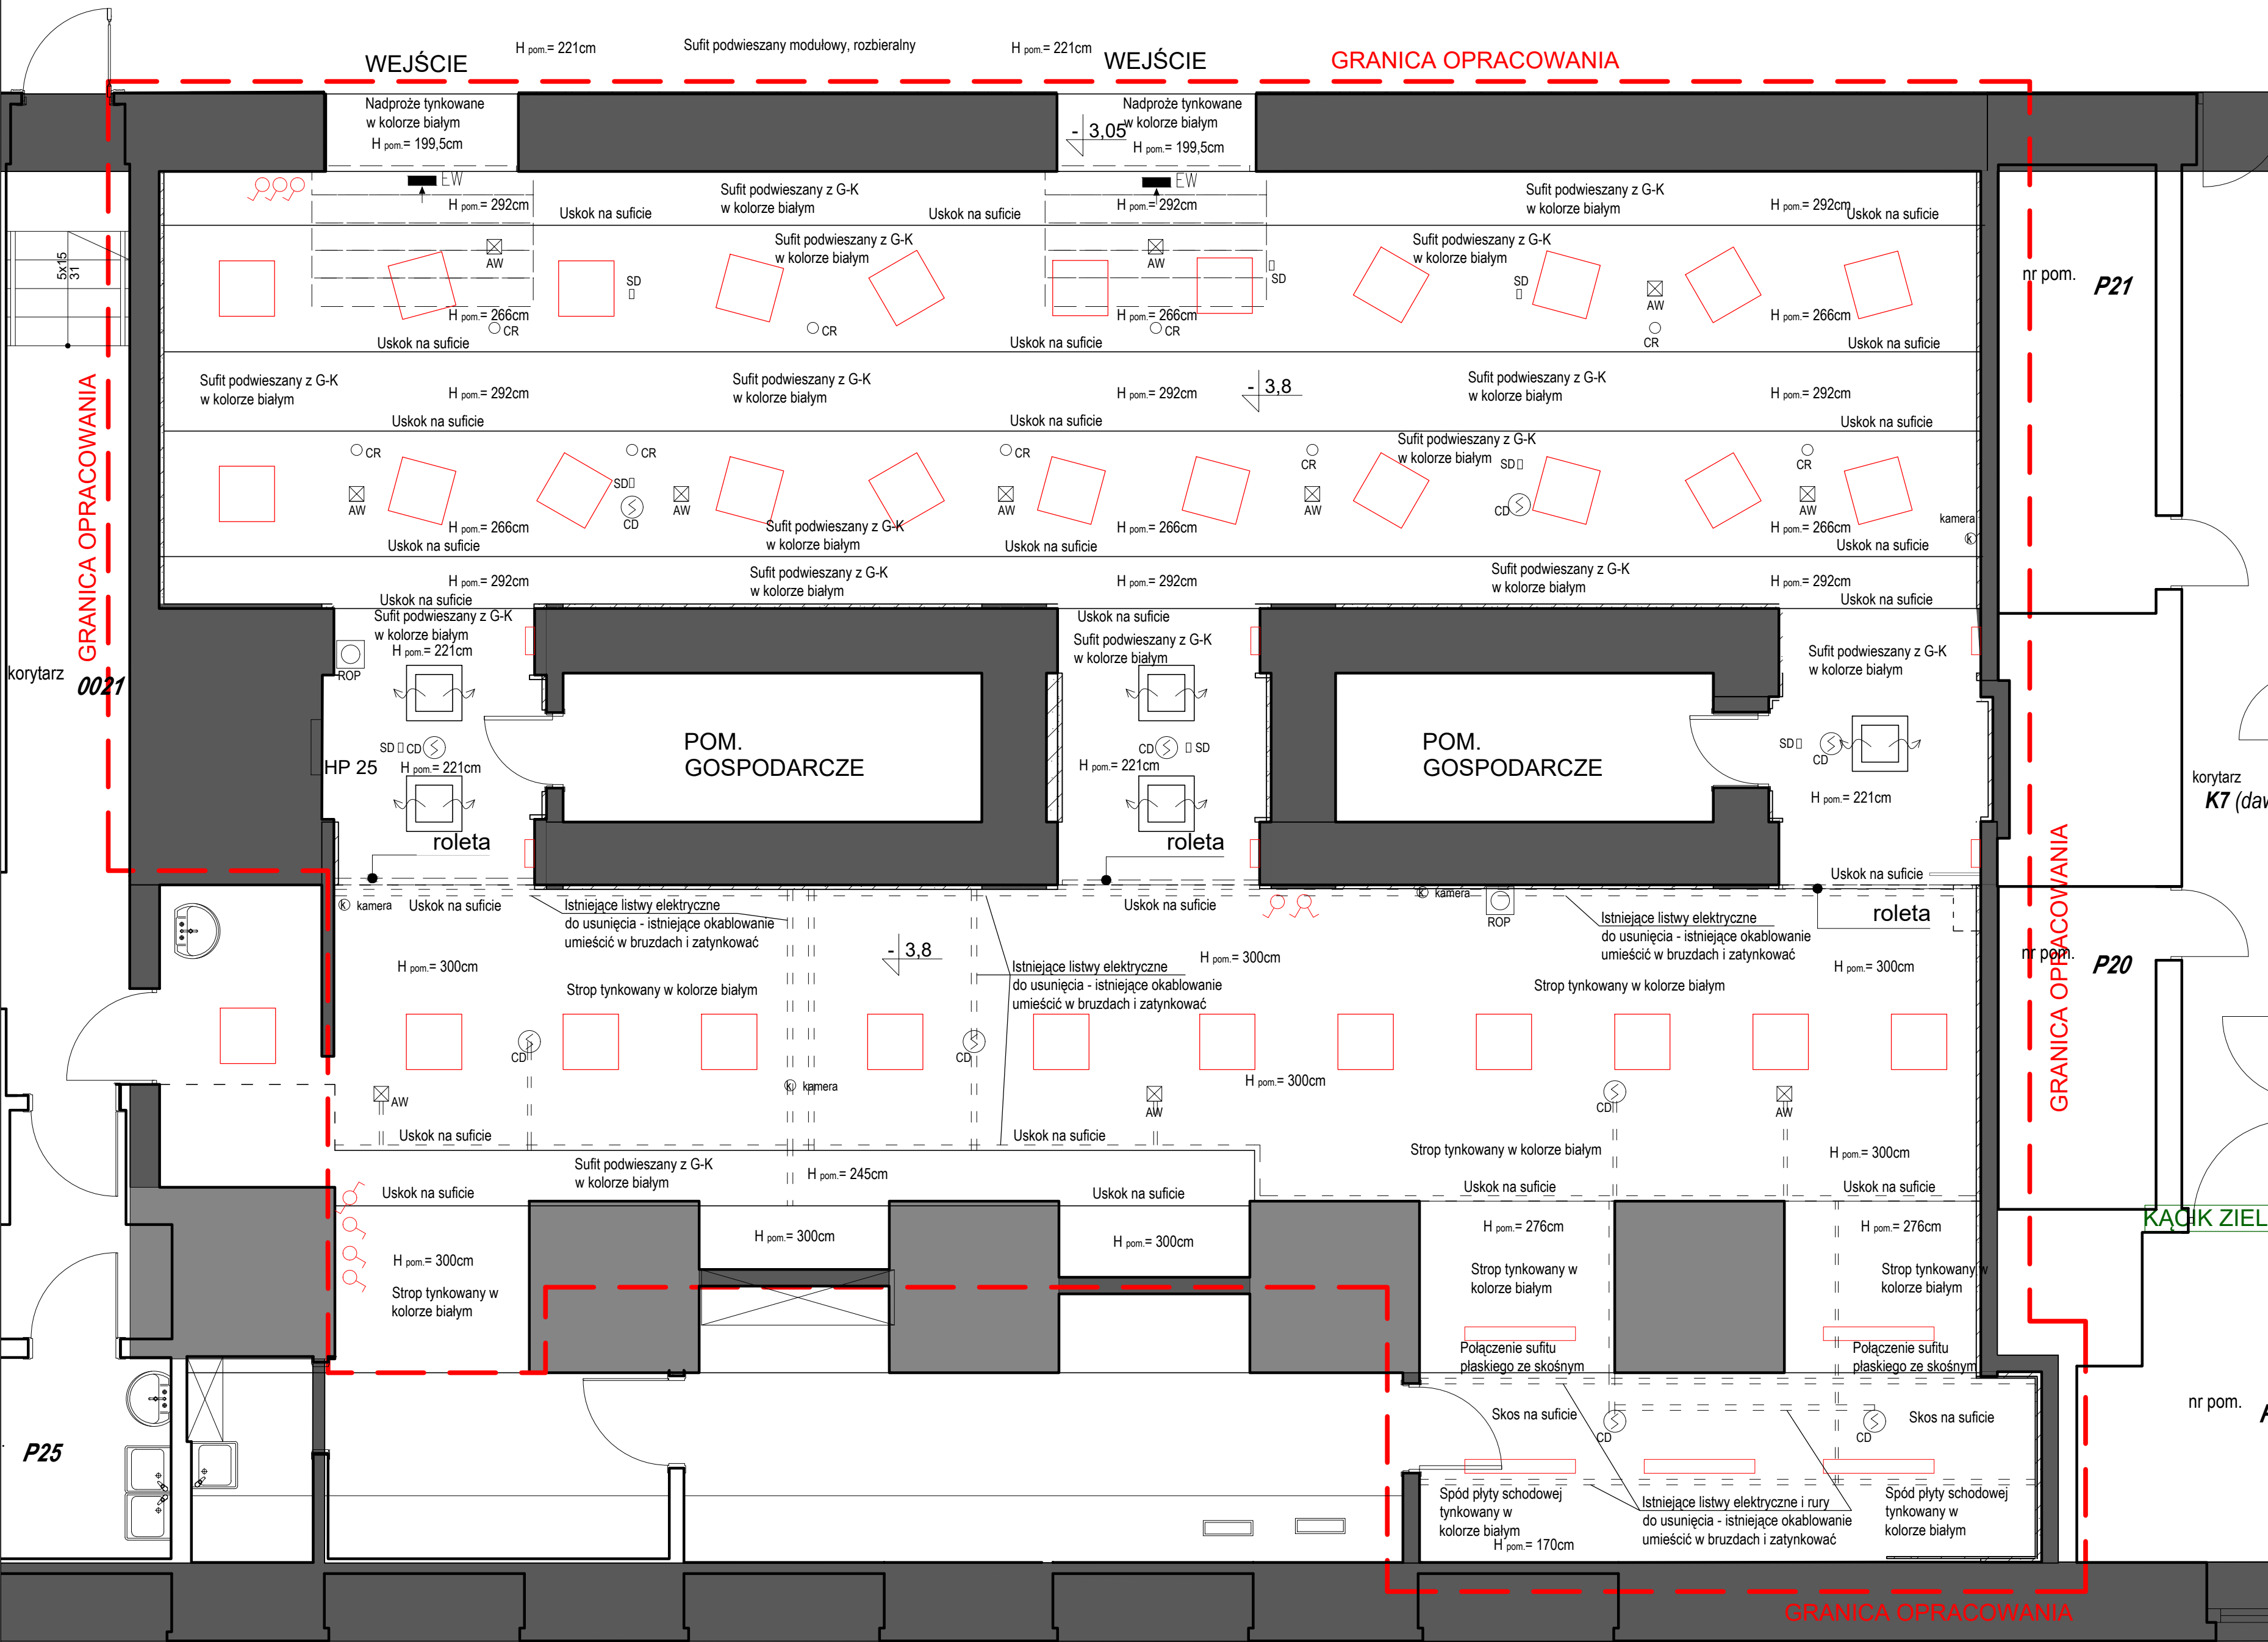 H pom.= 221cm
Sufit podwieszany modułowy, rozbieralny
H pom.= 221cm
WEJŚCIE
WEJŚCIE
GRANICA OPRACOWANIA
Nadproże tynkowane
w kolorze białym
H pom.= 199,5cm
- 3,05
Nadproże tynkowane
w kolorze białym
H pom.= 199,5cm
EW
EW
Sufit podwieszany z G-K
w kolorze białym
Sufit podwieszany z G-K
w kolorze białym
H pom.= 292cm
H pom.= 292cm
H pom.= 292cm
Uskok na suficie
Uskok na suficie
Uskok na suficie
Sufit podwieszany z G-K
w kolorze białym
Sufit podwieszany z G-K
w kolorze białym
5x15
31
AW
AW
SD
SD
SD
AW
nr pom.
P21
H pom.= 266cm
H pom.= 266cm
H pom.= 266cm
CR
CR
CR
CR
Uskok na suficie
Uskok na suficie
Uskok na suficie
Sufit podwieszany z G-K
w kolorze białym
Sufit podwieszany z G-K
w kolorze białym
Sufit podwieszany z G-K
w kolorze białym
H pom.= 292cm
H pom.= 292cm
- 3,8
H pom.= 292cm
Uskok na suficie
Uskok na suficie
Uskok na suficie
GRANICA OPRACOWANIA
CR
CR
CR
CR
CR
Sufit podwieszany z G-K
w kolorze białym
SD
SD
AW
CD
AW
AW
AW
CD
AW
kamera
k
H pom.= 266cm
Sufit podwieszany z G-K
w kolorze białym
H pom.= 266cm
H pom.= 266cm
Uskok na suficie
Uskok na suficie
Uskok na suficie
H pom.= 292cm
Sufit podwieszany z G-K
w kolorze białym
H pom.= 292cm
Sufit podwieszany z G-K
w kolorze białym
H pom.= 292cm
Uskok na suficie
Uskok na suficie
Uskok na suficie
Sufit podwieszany z G-K
w kolorze białym
H pom.= 221cm
Sufit podwieszany z G-K
w kolorze białym
Sufit podwieszany z G-K
w kolorze białym
ROP
korytarz
0021
POM.
GOSPODARCZE
POM.
GOSPODARCZE
SD
CD
HP 25
H pom.= 221cm
CD
SD
H pom.= 221cm
SD
CD
H pom.= 221cm
korytarz
K7 (daw
roleta
roleta
Uskok na suficie
roleta
GRANICA OPRACOWANIA
k
kamera
Uskok na suficie
Istniejące listwy elektryczne
do usunięcia - istniejące okablowanie
umieścić w bruzdach i zatynkować
Uskok na suficie
k
kamera
ROP
Istniejące listwy elektryczne
do usunięcia - istniejące okablowanie
umieścić w bruzdach i zatynkować
- 3,8
H pom.= 300cm
Strop tynkowany w kolorze białym
Istniejące listwy elektryczne
do usunięcia - istniejące okablowanie
umieścić w bruzdach i zatynkować
H pom.= 300cm
Strop tynkowany w kolorze białym
H pom.= 300cm
nr pom.
P20
CD
CD
k
kamera
H pom.= 300cm
AW
AW
CD
AW
Uskok na suficie
Uskok na suficie
Strop tynkowany w kolorze białym
H pom.= 300cm
Sufit podwieszany z G-K
w kolorze białym
H pom.= 245cm
Uskok na suficie
Uskok na suficie
Uskok na suficie
Uskok na suficie
KĄCIK ZIEL
H pom.= 300cm
H pom.= 300cm
H pom.= 300cm
H pom.= 276cm
H pom.= 276cm
Strop tynkowany w
kolorze białym
Strop tynkowany w
kolorze białym
Strop tynkowany w
kolorze białym
Połączenie sufitu
płaskiego ze skośnym
Połączenie sufitu
płaskiego ze skośnym
Skos na suficie
CD
CD
Skos na suficie
nr pom.
P25
Spód płyty schodowej
tynkowany w
kolorze białym
H pom.= 170cm
Istniejące listwy elektryczne i rury
do usunięcia - istniejące okablowanie
umieścić w bruzdach i zatynkować
Spód płyty schodowej
tynkowany w
kolorze białym
GRANICA OPRACOWANIA